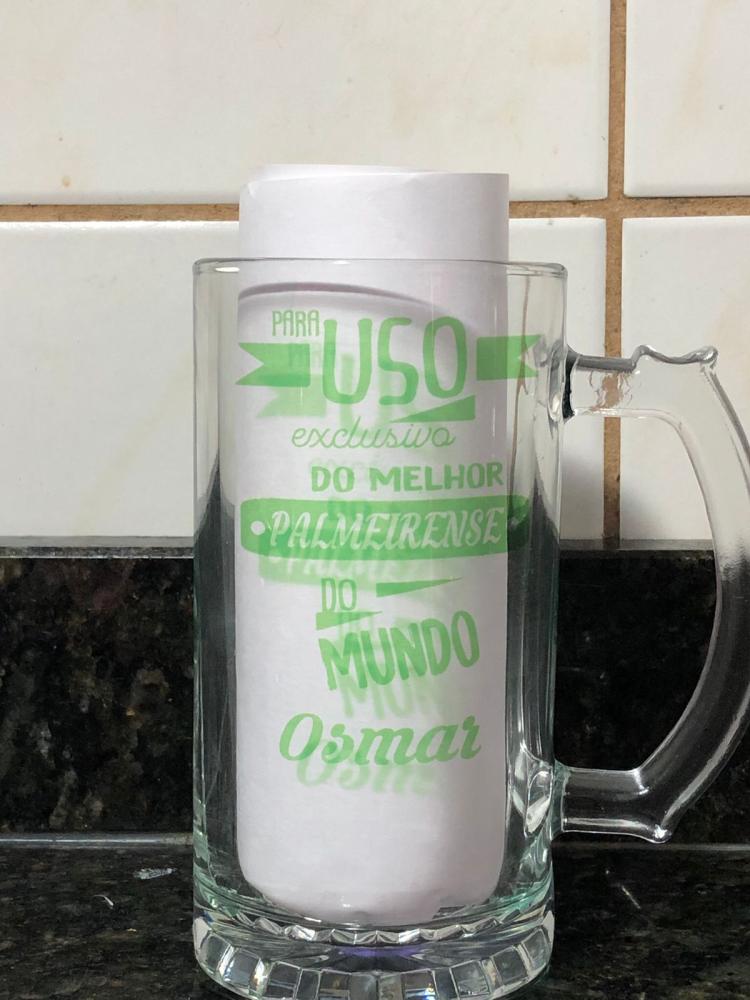 PARA USO
exclusivo
DO MELHOR
PALMEIRENSE
DO
MUNDO
Osmar